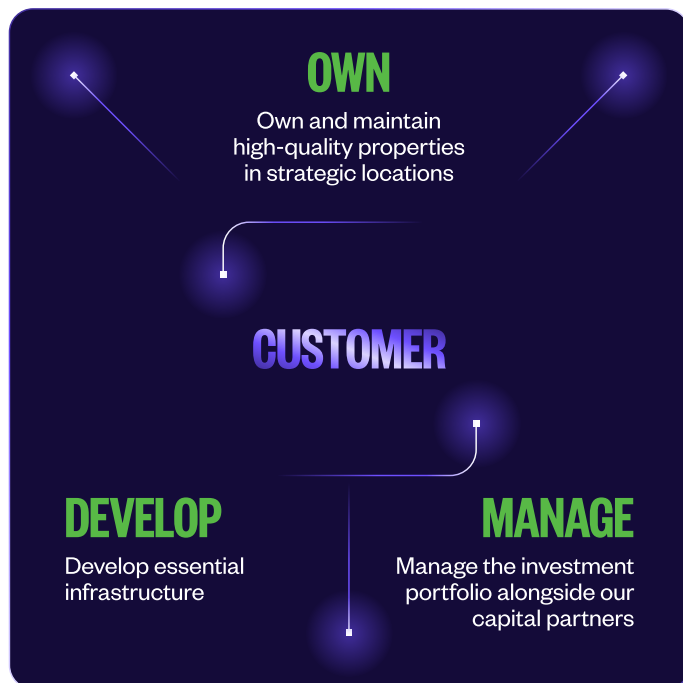 OWN
Own and maintain
high-quality properties
in strategic locations
CUSTOMER
DEVELOP
Develop essential
infrastructure
MANAGE
Manage the investment
portfolio alongside our
capital partners